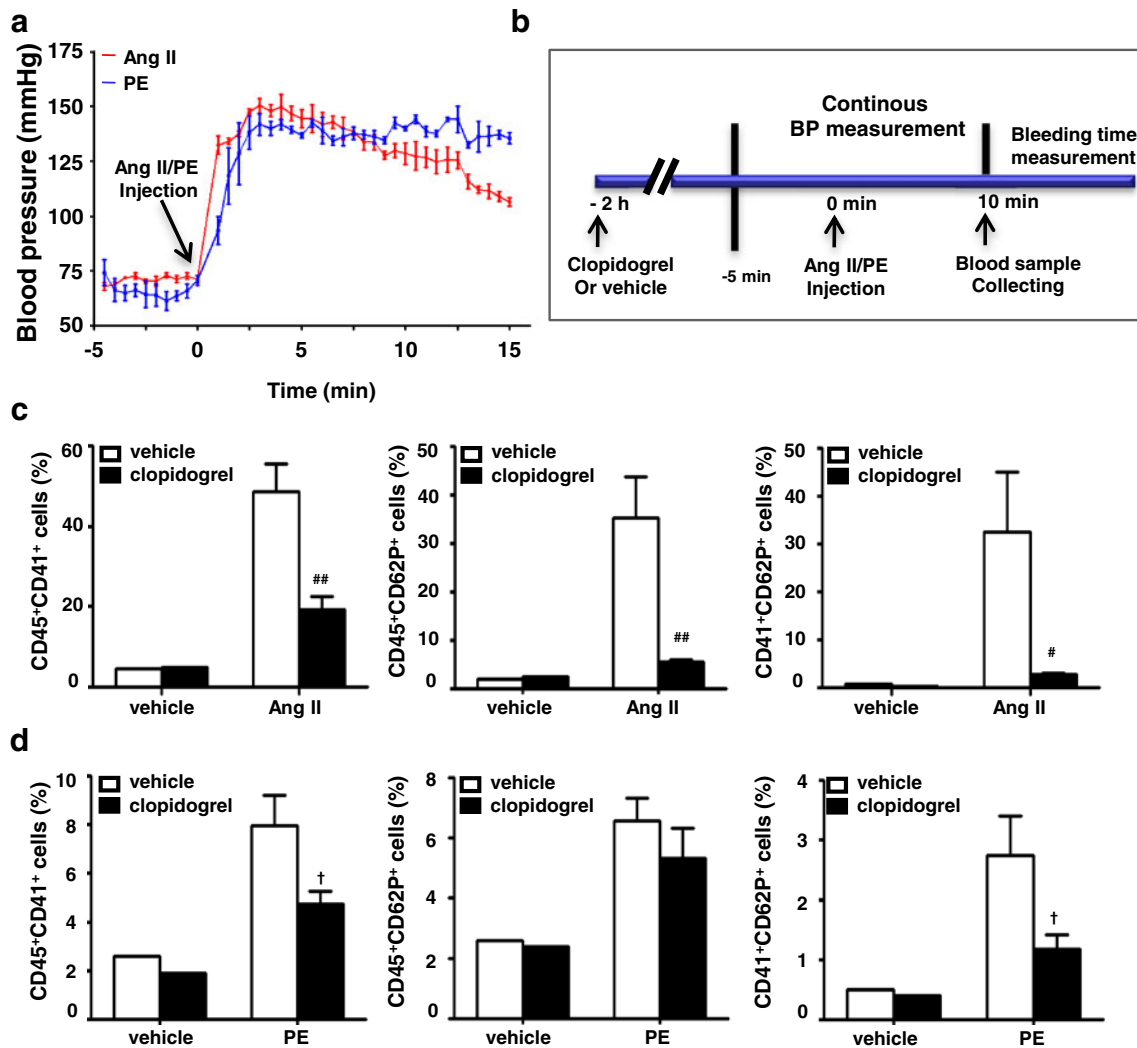 a
Blood pressure (mmHg)
175
150
125
100
75
50
Ang II
PE
Ang II/PE
Injection
-5
0
5
10
15
Time (min)
b
Continous
BP measurement
Bleeding time
measurement
- 2 h
-5 min
0 min
10 min
Clopidogrel
Or vehicle
Ang II/PE
Injection
Blood sample
Collecting
c
CD45+CD41+ cells (%)
60
40
20
0
vehicle
clopidogrel
##
vehicle
Ang II
CD45+CD62P+ cells (%)
50
40
30
20
10
0
vehicle
clopidogrel
##
vehicle
Ang II
CD41+CD62P+ cells (%)
50
40
30
20
10
0
vehicle
clopidogrel
#
vehicle
Ang II
d
CD45+CD41+ cells (%)
10
8
6
4
2
0
vehicle
clopidogrel
†
vehicle
PE
CD45+CD62P+ cells (%)
8
6
4
2
0
vehicle
clopidogrel
vehicle
PE
CD41+CD62P+ cells (%)
4
3
2
1
0
vehicle
clopidogrel
†
vehicle
PE